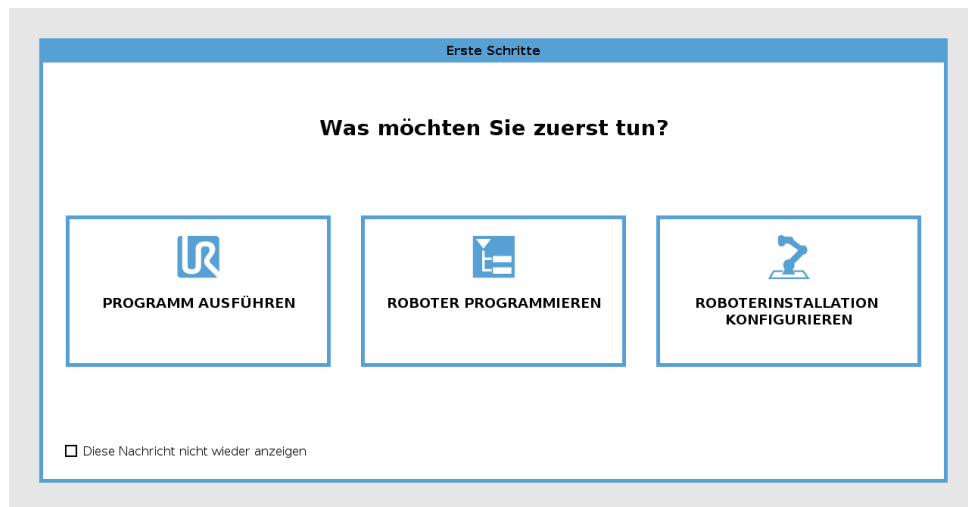 Erste Schritte
Was möchten Sie zuerst tun?
PROGRAMM AUSFÜHREN
ROBOTER PROGRAMMIEREN
ROBOTERINSTALLATION
KONFIGURIEREN
Diese Nachricht nicht wieder anzeigen